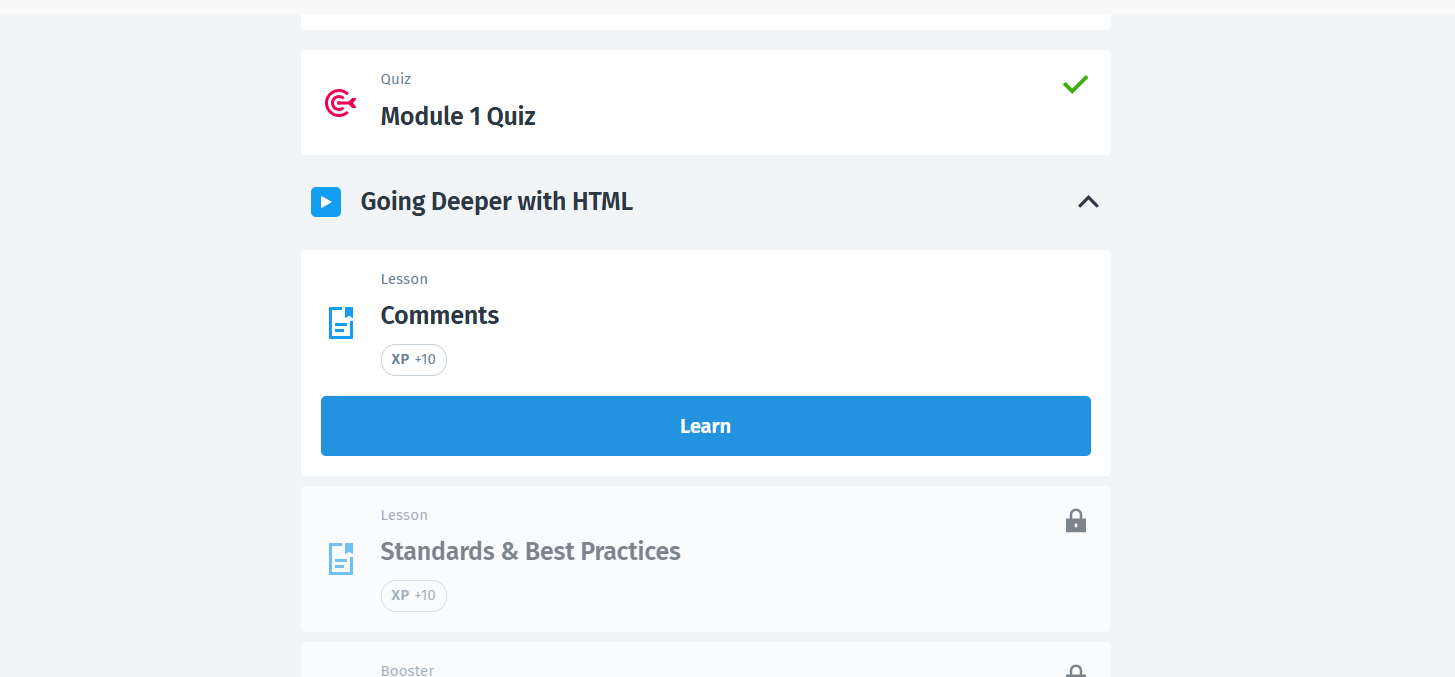 Quiz
Module 1 Quiz
Going Deeper with HTML
Lesson
Comments
XP +10
Learn
Lesson
Standards & Best Practices
XP +10
Booster